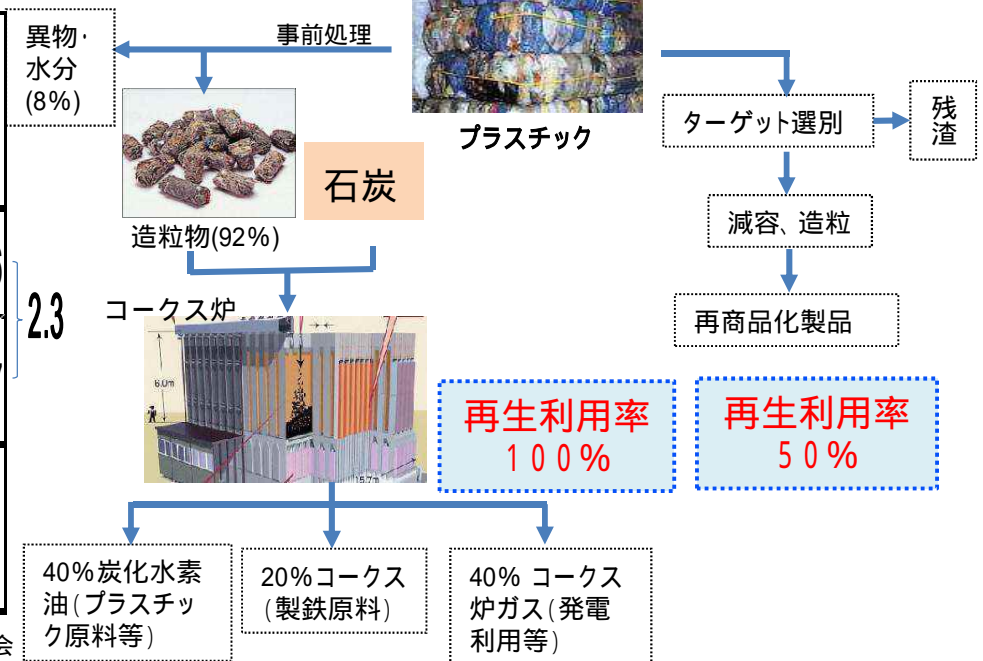 異物・
水分
(8%)
事前処理
プラスチック
ターゲット選別
残
渣
石炭
造粒物(92%)
減容、造粒
2.3
コークス炉
再商品化製品
6.0m
再生利用率
100%
再生利用率
50%
15.7m
40%炭化水素
油(プラスチッ
ク原料等)
20%コークス
(製鉄原料)
40% コークス
炉ガス(発電
利用等)
会